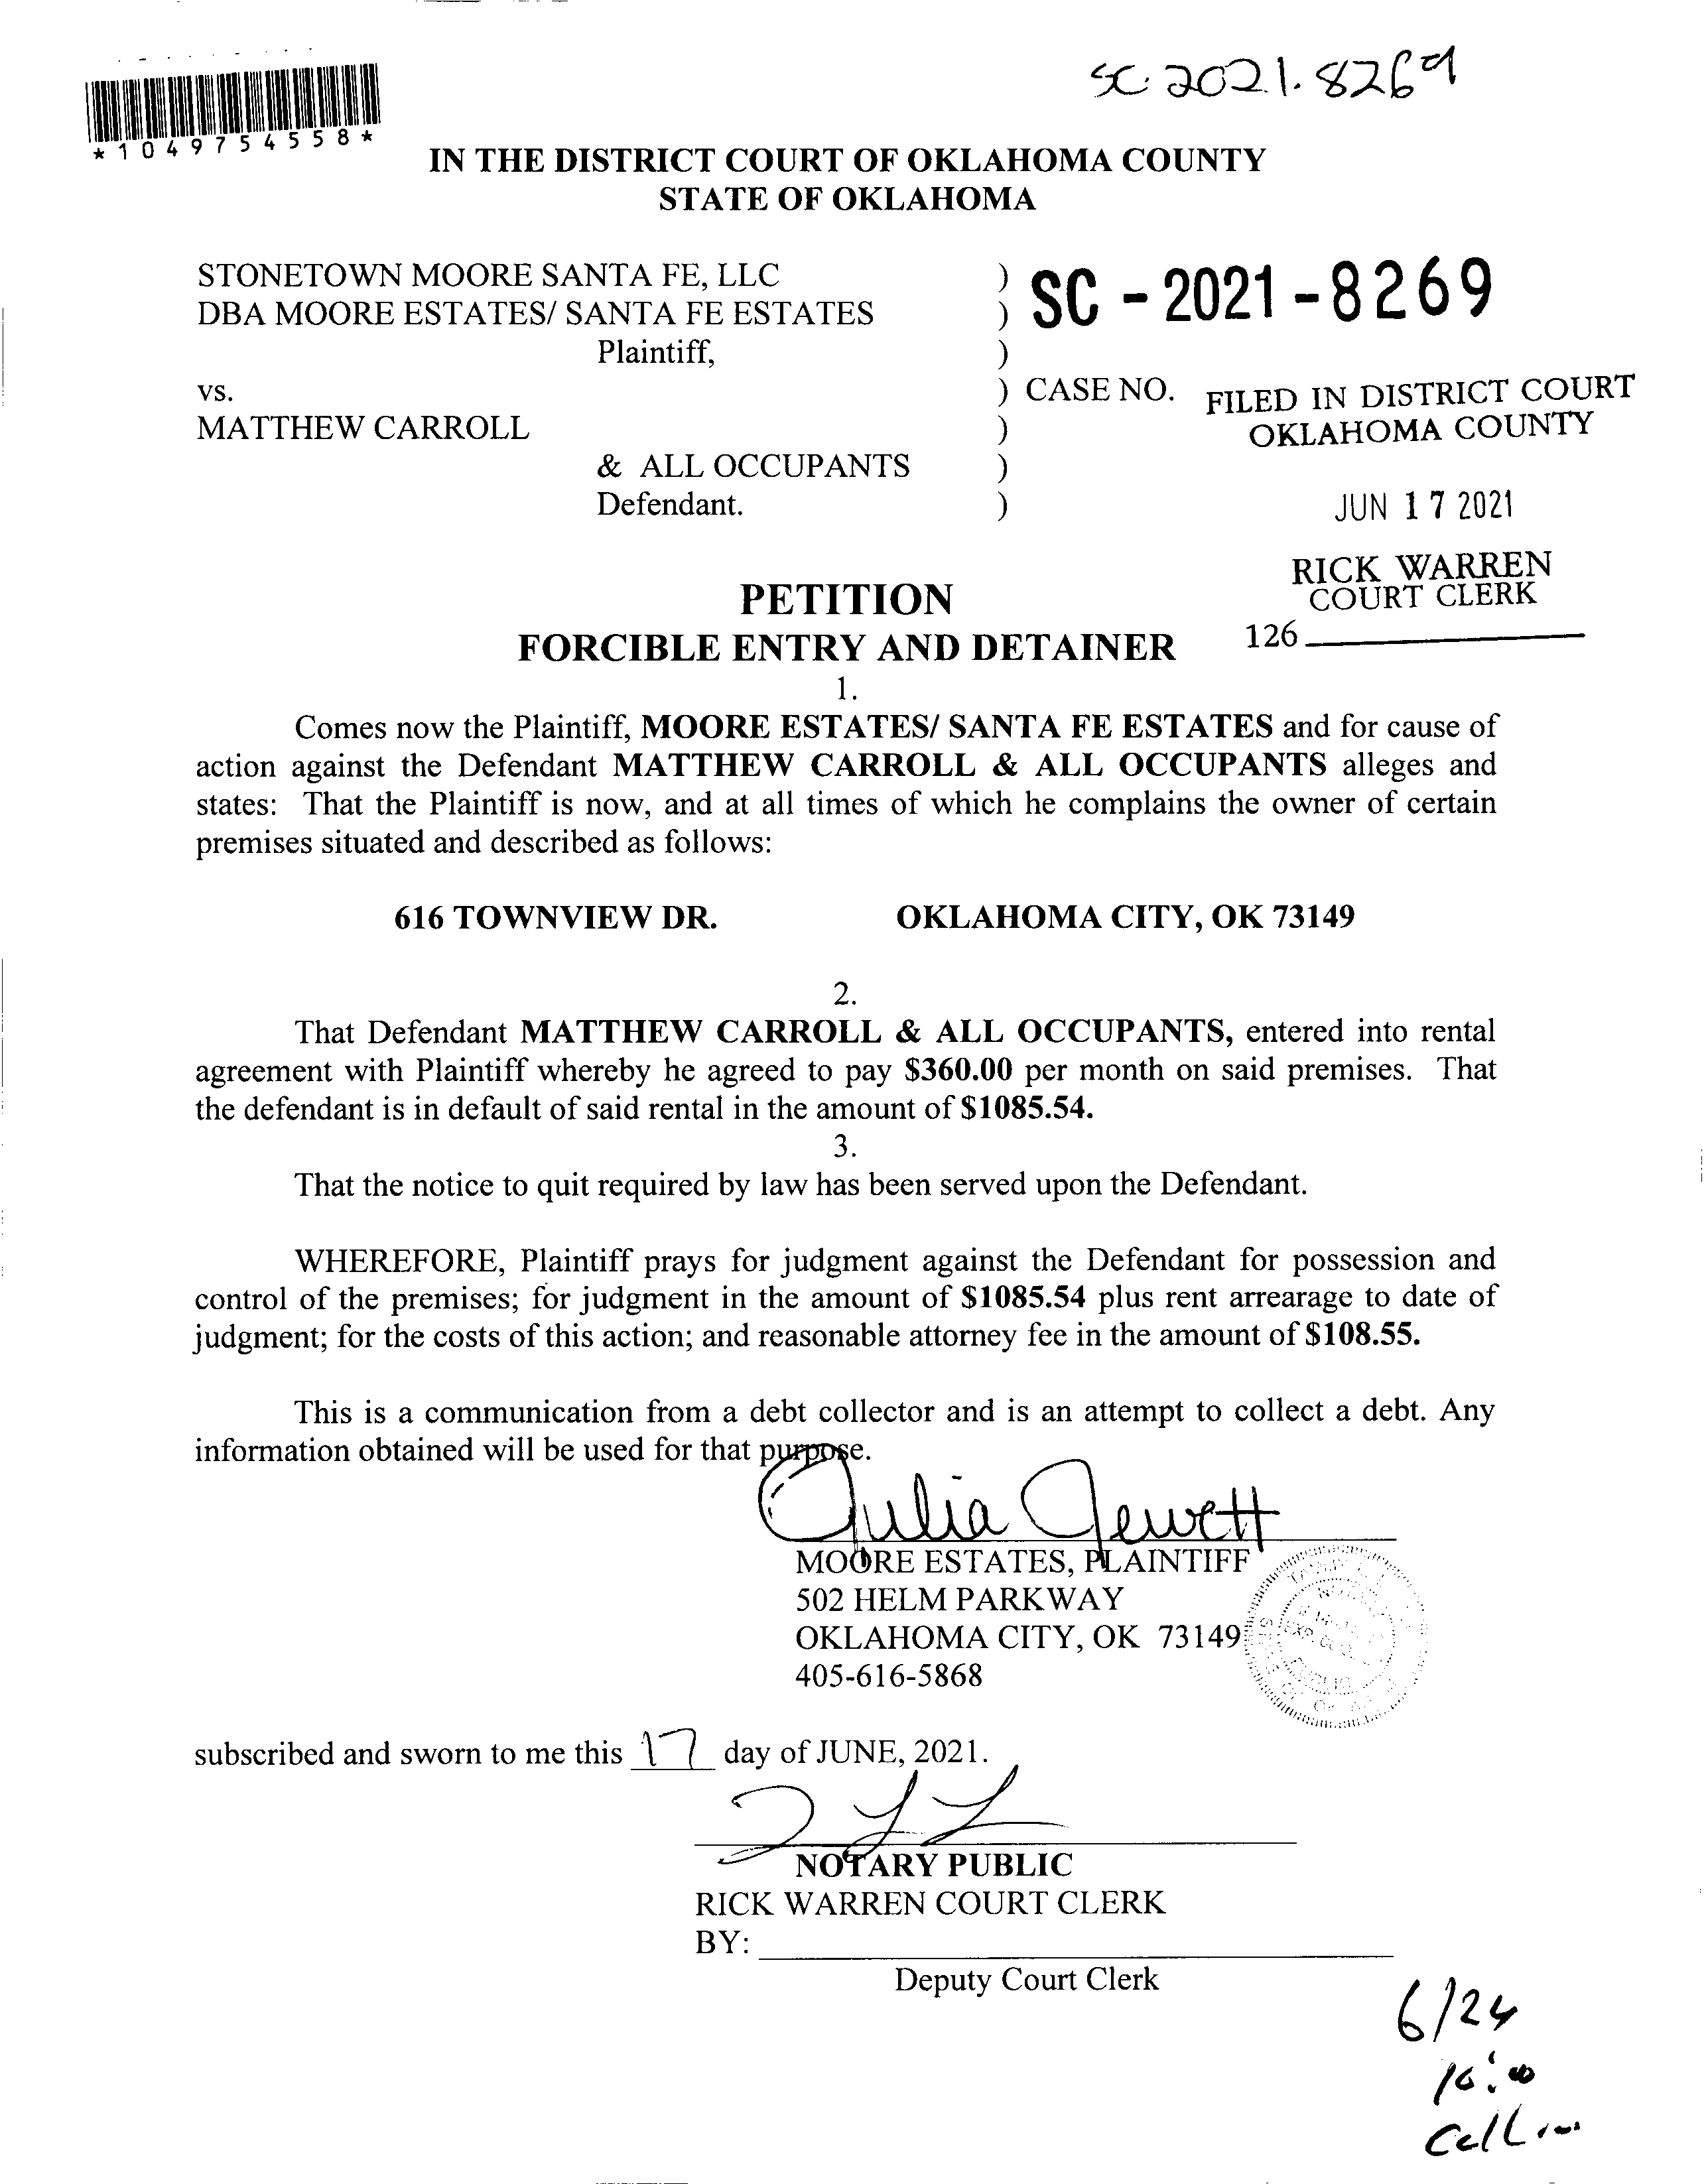 SC-2021-8269
*1049754558*
IN THE DISTRICT COURT OF OKLAHOMA COUNTY
STATE OF OKLAHOMA
STONETOWN MOORE SANTA FE, LLC )
DBA MOORE ESTATES/ SANTA FE ESTATES )
SC - 2021 - 8269
Plaintiff, )
vs. ) CASE NO.
MATTHEW CARROLL )
& ALL OCCUPANTS )
Defendant. )
FILED IN DISTRICT COURT
OKLAHOMA COUNTY
JUN 17 2021
RICK WARREN
COURT CLERK
126
PETITION
FORCIBLE ENTRY AND DETAINER
1.
Comes now the Plaintiff, MOORE ESTATES/ SANTA FE ESTATES and for cause of
action against the Defendant MATTHEW CARROLL & ALL OCCUPANTS alleges and
states: That the Plaintiff is now, and at all times of which he complains the owner of certain
premises situated and described as follows:
616 TOWNVIEW DR. OKLAHOMA CITY, OK 73149
2.
That Defendant MATTHEW CARROLL & ALL OCCUPANTS, entered into rental
agreement with Plaintiff whereby he agreed to pay $360.00 per month on said premises. That
the defendant is in default of said rental in the amount of $1085.54.
3.
That the notice to quit required by law has been served upon the Defendant.
WHEREFORE, Plaintiff prays for judgment against the Defendant for possession and
control of the premises; for judgment in the amount of $1085.54 plus rent arrearage to date of
judgment; for the costs of this action; and reasonable attorney fee in the amount of $108.55.
This is a communication from a debt collector and is an attempt to collect a debt. Any
information obtained will be used for that purpose.
Julia Jewett
MOORE ESTATES, PLAINTIFF
502 HELM PARKWAY
OKLAHOMA CITY, OK 73149
405-616-5868
subscribed and sworn to me this 17 day of JUNE, 2021.
NOTARY PUBLIC
RICK WARREN COURT CLERK
BY:
Deputy Court Clerk
6/24